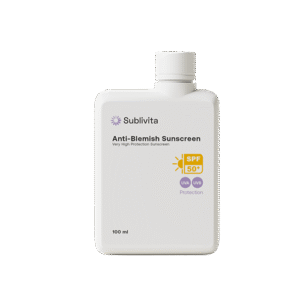 Sublivita
Anti-Blemish Sunscreen
Very High Protection Sunscreen
SPF
50+
UVA UVB
Protection
100 ml